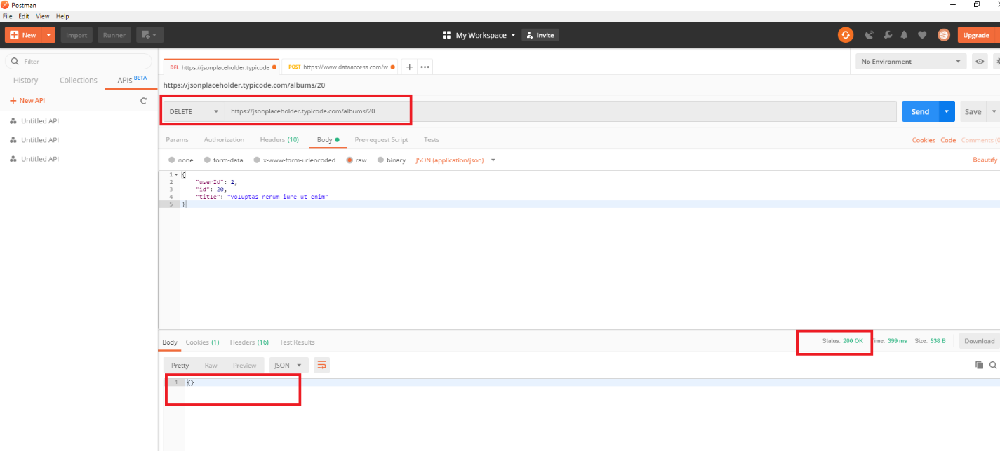 Postman
File Edit View Help
New Import Runner My Workspace Invite Upgrade
Filter
History Collections APIs BETA
New API
Untitled API
Untitled API
Untitled API
DEL https://jsonplaceholder.typicode POST https://www.dataaccess.com/w No Environment
https://jsonplaceholder.typicode.com/albums/20
DELETE https://jsonplaceholder.typicode.com/albums/20 Send Save
Params Authorization Headers (10) Body Pre-request Script Tests Cookies Code Comments (0
none form-data x-www-form-urlencoded raw binary JSON (application/json) Beautify
1 {
2 "userId": 2,
3 "id": 20,
4 "title": "voluptas rerum iure ut enim"
5 }
Body Cookies (1) Headers (16) Test Results Status: 200 OK Time: 399 ms Size: 538 B Download
Pretty Raw Preview JSON
1 {}